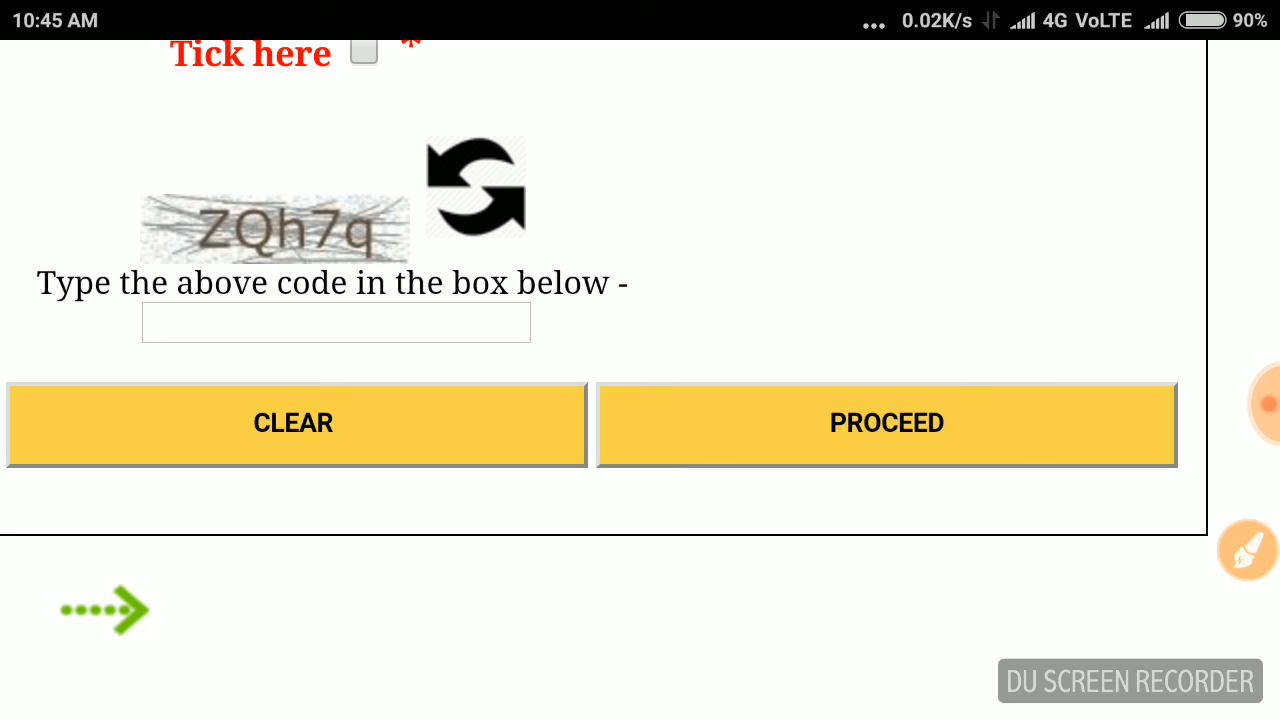 10:45 AM ... 0.02K/s 4G VoLTE 90%
Tick here *
ZQh7q
Type the above code in the box below -
CLEAR PROCEED
DU SCREEN RECORDER